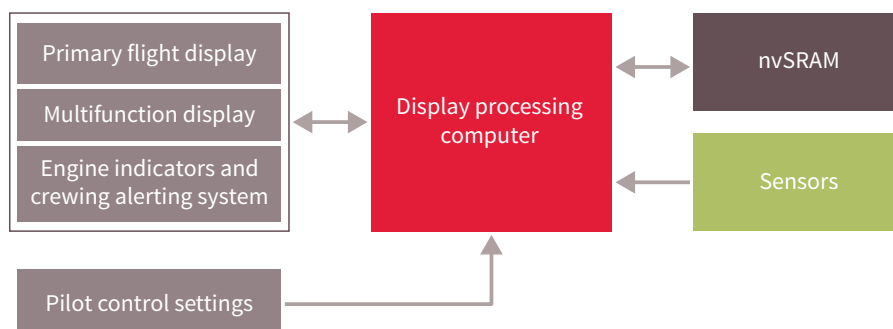 Primary flight display
Multifunction display
Engine indicators and
crewing alerting system
Pilot control settings
Display processing
computer
nvSRAM
Sensors